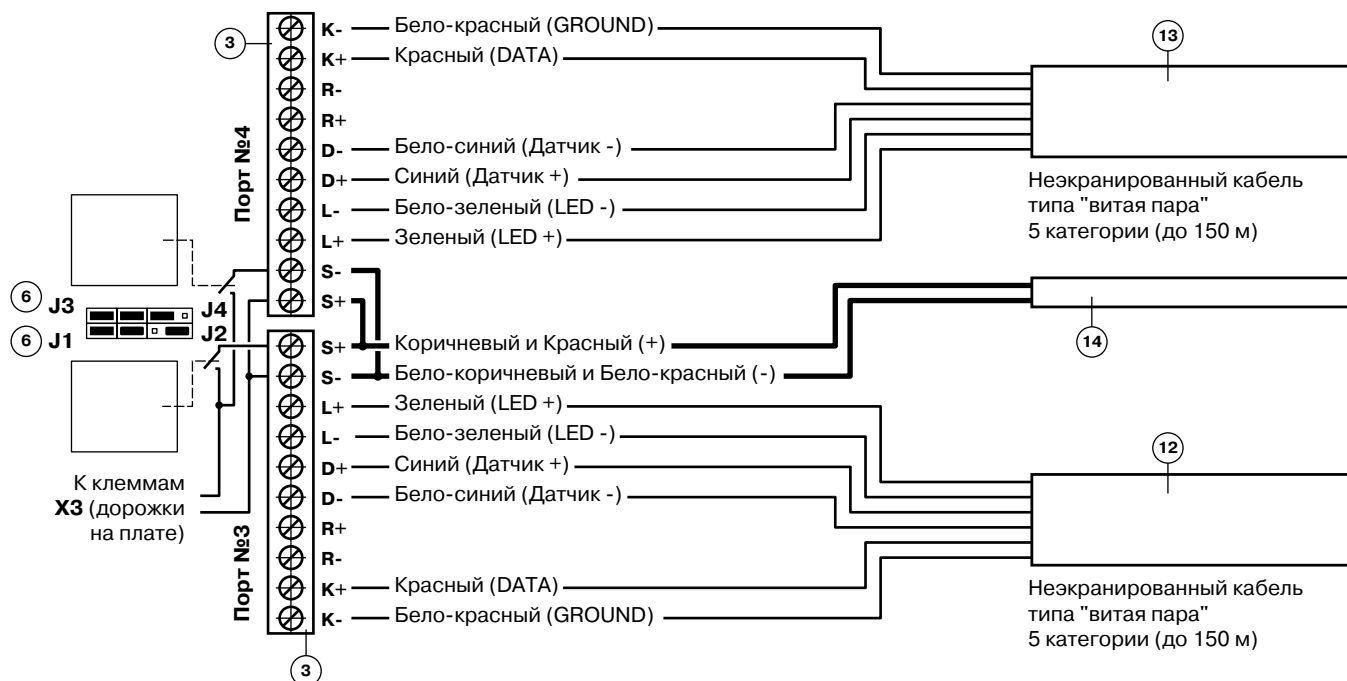 3
Порт №4
K- Бело-красный (GROUND)
K+ Красный (DATA)
R-
R+
D- Бело-синий (Датчик -)
D+ Синий (Датчик +)
L- Бело-зеленый (LED -)
L+ Зеленый (LED +)
S-
S+
13
Неэкранированный кабель
типа "витая пара"
5 категории (до 150 м)
6 J3 J4
6 J1 J2
14
Порт №3
S+ Коричневый и Красный (+)
S- Бело-коричневый и Бело-красный (-)
L+ Зеленый (LED +)
L- Бело-зеленый (LED -)
D+ Синий (Датчик +)
D- Бело-синий (Датчик -)
R+
R-
K+ Красный (DATA)
K- Бело-красный (GROUND)
К клеммам
X3 (дорожки
на плате)
12
Неэкранированный кабель
типа "витая пара"
5 категории (до 150 м)
3